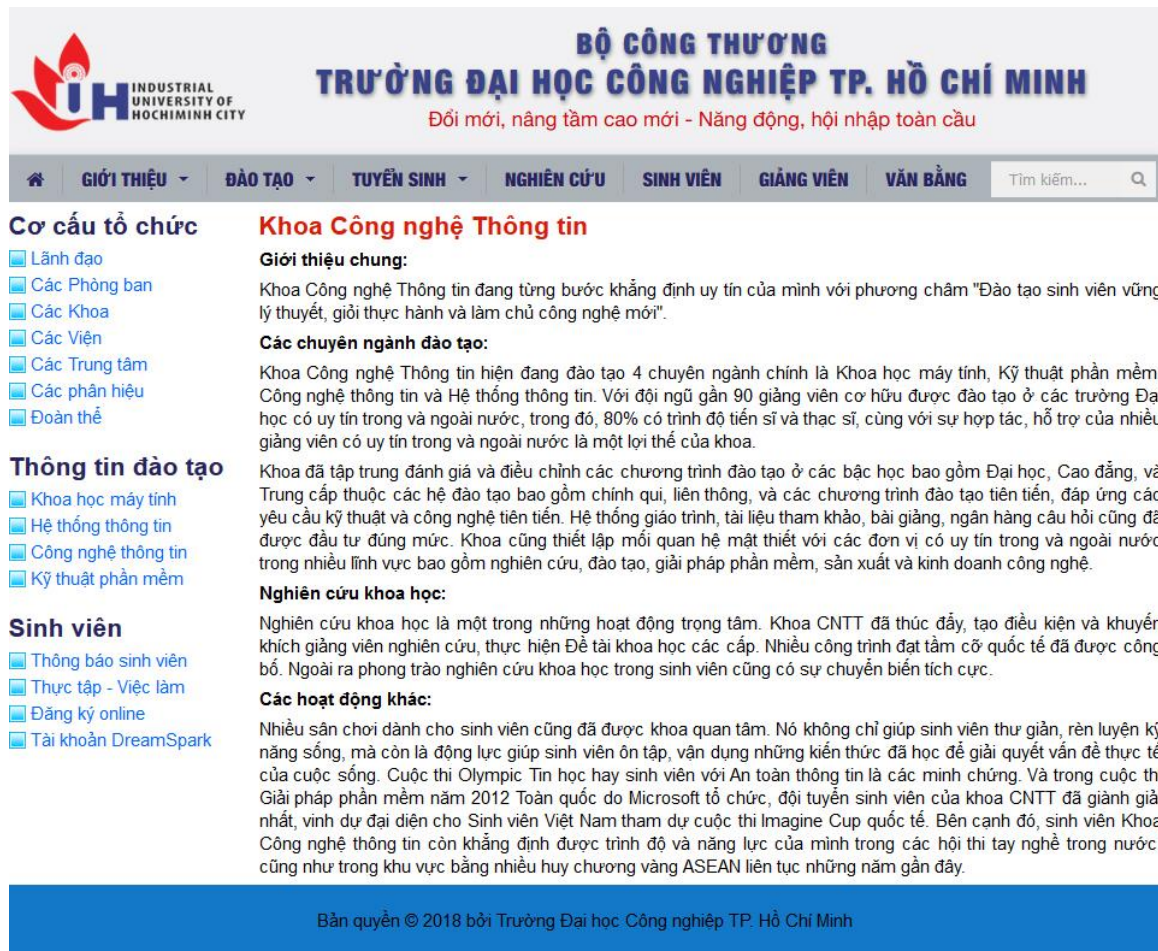 INDUSTRIAL
UNIVERSITY OF
HOCHIMINH CITY
BỘ CÔNG THƯƠNG
TRƯỜNG ĐẠI HỌC CÔNG NGHIỆP TP. HỒ CHÍ MINH
Đổi mới, nâng tầm cao mới - Năng động, hội nhập toàn cầu
GIỚI THIỆU ĐÀO TẠO TUYỂN SINH NGHIÊN CỨU SINH VIÊN GIẢNG VIÊN VĂN BẰNG Tìm kiếm...
Cơ cấu tổ chức
Lãnh đạo
Các Phòng ban
Các Khoa
Các Viện
Các Trung tâm
Các phân hiệu
Đoàn thể
Thông tin đào tạo
Khoa học máy tính
Hệ thống thông tin
Công nghệ thông tin
Kỹ thuật phần mềm
Sinh viên
Thông báo sinh viên
Thực tập - Việc làm
Đăng ký online
Tài khoản DreamSpark
Khoa Công nghệ Thông tin
Giới thiệu chung:
Khoa Công nghệ Thông tin đang từng bước khẳng định uy tín của mình với phương châm "Đào tạo sinh viên vững
lý thuyết, giỏi thực hành và làm chủ công nghệ mới".
Các chuyên ngành đào tạo:
Khoa Công nghệ Thông tin hiện đang đào tạo 4 chuyên ngành chính là Khoa học máy tính, Kỹ thuật phần mềm
Công nghệ thông tin và Hệ thống thông tin. Với đội ngũ gần 90 giảng viên cơ hữu được đào tạo ở các trường Đạ
học có uy tín trong và ngoài nước, trong đó, 80% có trình độ tiến sĩ và thạc sĩ, cùng với sự hợp tác, hỗ trợ của nhiều
giảng viên có uy tín trong và ngoài nước là một lợi thế của khoa.
Khoa đã tập trung đánh giá và điều chỉnh các chương trình đào tạo ở các bậc học bao gồm Đại học, Cao đẳng, và
Trung cấp thuộc các hệ đào tạo bao gồm chính qui, liên thông, và các chương trình đào tạo tiên tiến, đáp ứng các
yêu cầu kỹ thuật và công nghệ tiên tiến. Hệ thống giáo trình, tài liệu tham khảo, bài giảng, ngân hàng câu hỏi cũng đã
được đầu tư đúng mức. Khoa cũng thiết lập mối quan hệ mật thiết với các đơn vị có uy tín trong và ngoài nước
trong nhiều lĩnh vực bao gồm nghiên cứu, đào tạo, giải pháp phần mềm, sản xuất và kinh doanh công nghệ.
Nghiên cứu khoa học:
Nghiên cứu khoa học là một trong những hoạt động trọng tâm. Khoa CNTT đã thúc đẩy, tạo điều kiện và khuyến
khích giảng viên nghiên cứu, thực hiện Đề tài khoa học các cấp. Nhiều công trình đạt tầm cỡ quốc tế đã được công
bố. Ngoài ra phong trào nghiên cứu khoa học trong sinh viên cũng có sự chuyển biến tích cực.
Các hoạt động khác:
Nhiều sân chơi dành cho sinh viên cũng đã được khoa quan tâm. Nó không chỉ giúp sinh viên thư giản, rèn luyện kỹ
năng sống, mà còn là động lực giúp sinh viên ôn tập, vận dụng những kiến thức đã học để giải quyết vấn đề thực tế
của cuộc sống. Cuộc thi Olympic Tin học hay sinh viên với An toàn thông tin là các minh chứng. Và trong cuộc th
Giải pháp phần mềm năm 2012 Toàn quốc do Microsoft tổ chức, đội tuyển sinh viên của khoa CNTT đã giành giả
nhất, vinh dự đại diện cho Sinh viên Việt Nam tham dự cuộc thi Imagine Cup quốc tế. Bên cạnh đó, sinh viên Khoa
Công nghệ thông tin còn khẳng định được trình độ và năng lực của mình trong các hội thi tay nghề trong nước
cũng như trong khu vực bằng nhiều huy chương vàng ASEAN liên tục những năm gần đây.
Bản quyền © 2018 bởi Trường Đại học Công nghiệp TP. Hồ Chí Minh